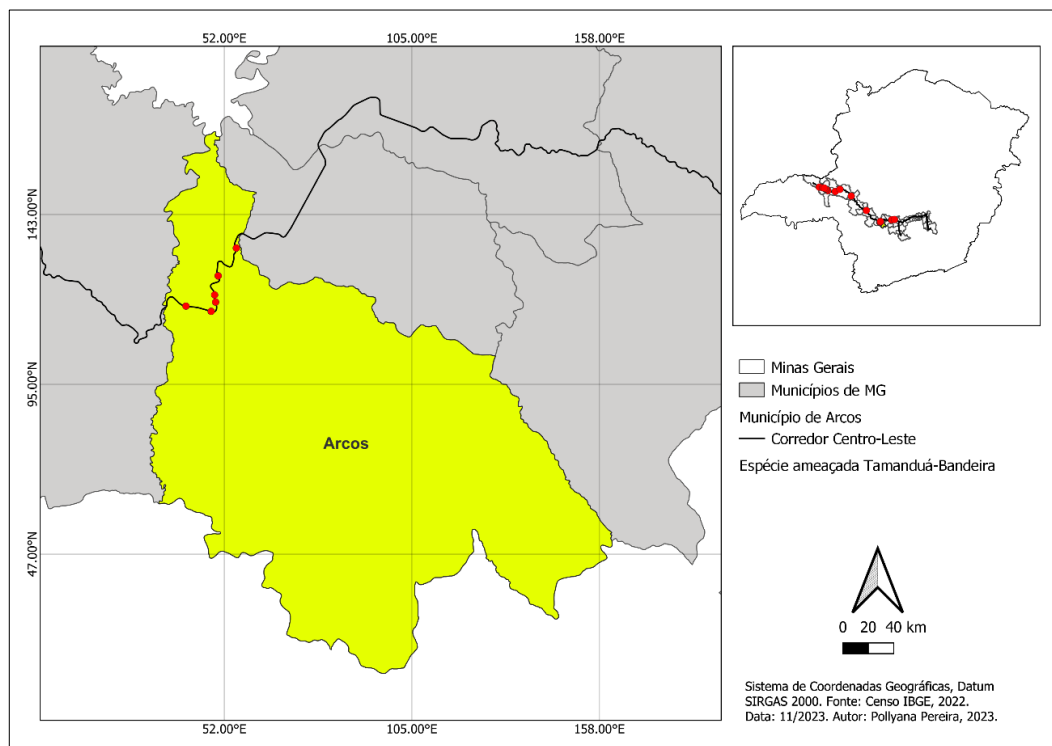 52.00°E 105.00°E 158.00°E
143.00°N
95.00°N
47.00°N
Arcos
52.00°E 105.00°E 158.00°E
Minas Gerais
Municípios de MG
Município de Arcos
Corredor Centro-Leste
Espécie ameaçada Tamanduá-Bandeira
0 20 40 km
Sistema de Coordenadas Geográficas, Datum
SIRGAS 2000. Fonte: Censo IBGE, 2022.
Data: 11/2023. Autor: Pollyana Pereira, 2023.